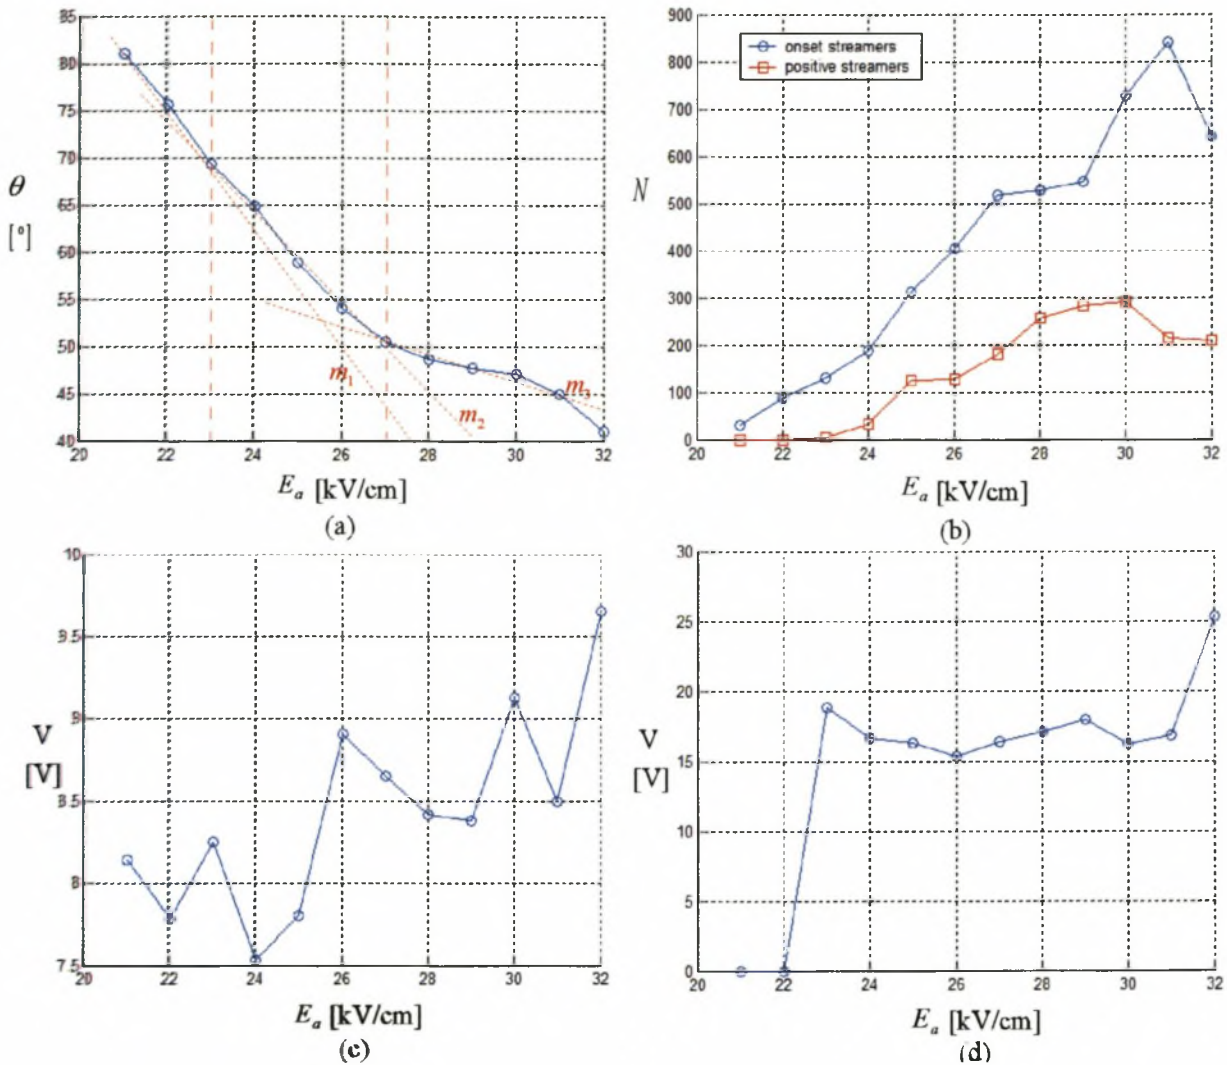 85
80
75
70
65
60
55
50
45
40
θ
[°]
m1
m2
m3
20 22 24 26 28 30 32
Ea [kV/cm]
(a)
900
800
700
600
500
400
300
200
100
0
N
onset streamers
positive streamers
20 22 24 26 28 30 32
Ea [kV/cm]
(b)
10
9.5
9
8.5
8
7.5
V
[V]
20 22 24 26 28 30 32
Ea [kV/cm]
(c)
30
25
20
15
10
5
0
V
[V]
20 22 24 26 28 30 32
Ea [kV/cm]
(d)